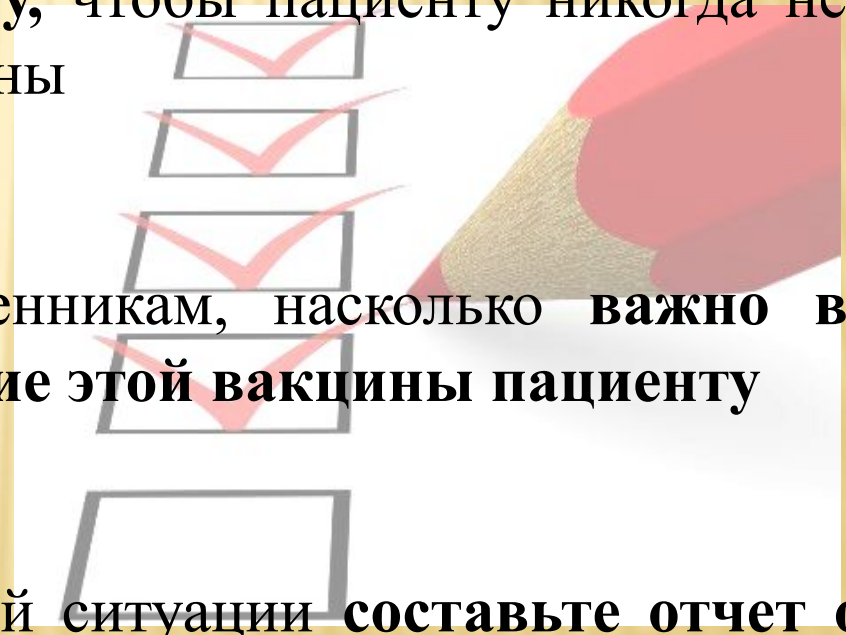 у, чтобы пациенту никогда не
ны
енникам, насколько важно в
ие этой вакцины пациенту
й ситуации составьте отчет о